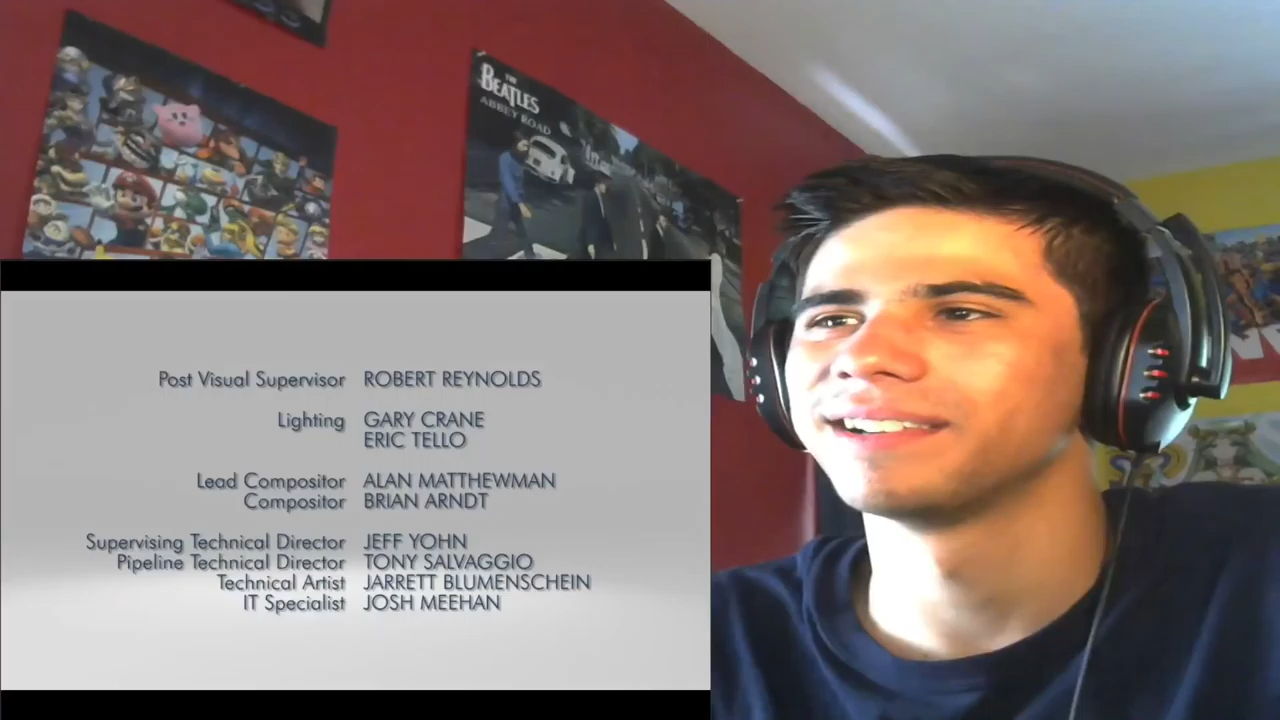 THE
BEATLES
ABBEY ROAD
Post Visual Supervisor ROBERT REYNOLDS
Lighting GARY CRANE
ERIC TELLO
Lead Compositor ALAN MATTHEWMAN
Compositor BRIAN ARNDT
Supervising Technical Director JEFF YOHN
Pipeline Technical Director TONY SALVAGGIO
Technical Artist JARRETT BLUMENSCHEIN
IT Specialist JOSH MEEHAN